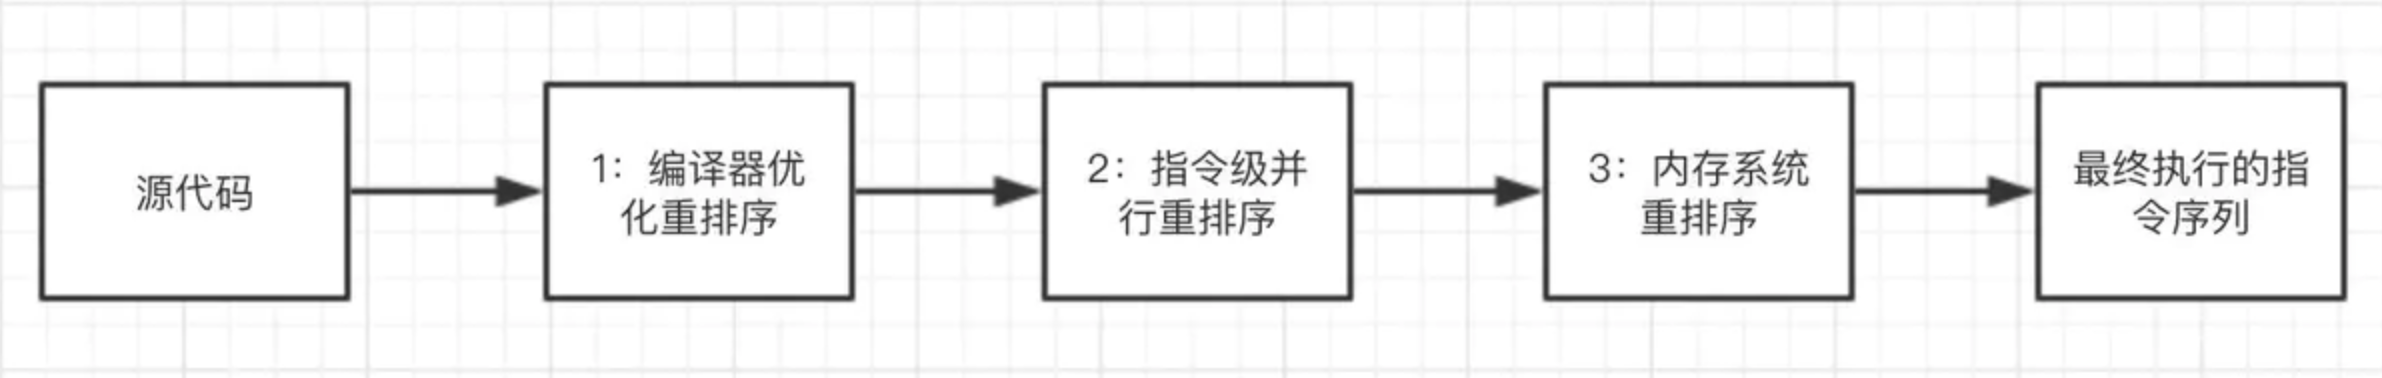 源代码
1：编译器优
化重排序
2：指令级并
行重排序
3：内存系统
重排序
最终执行的指
令序列